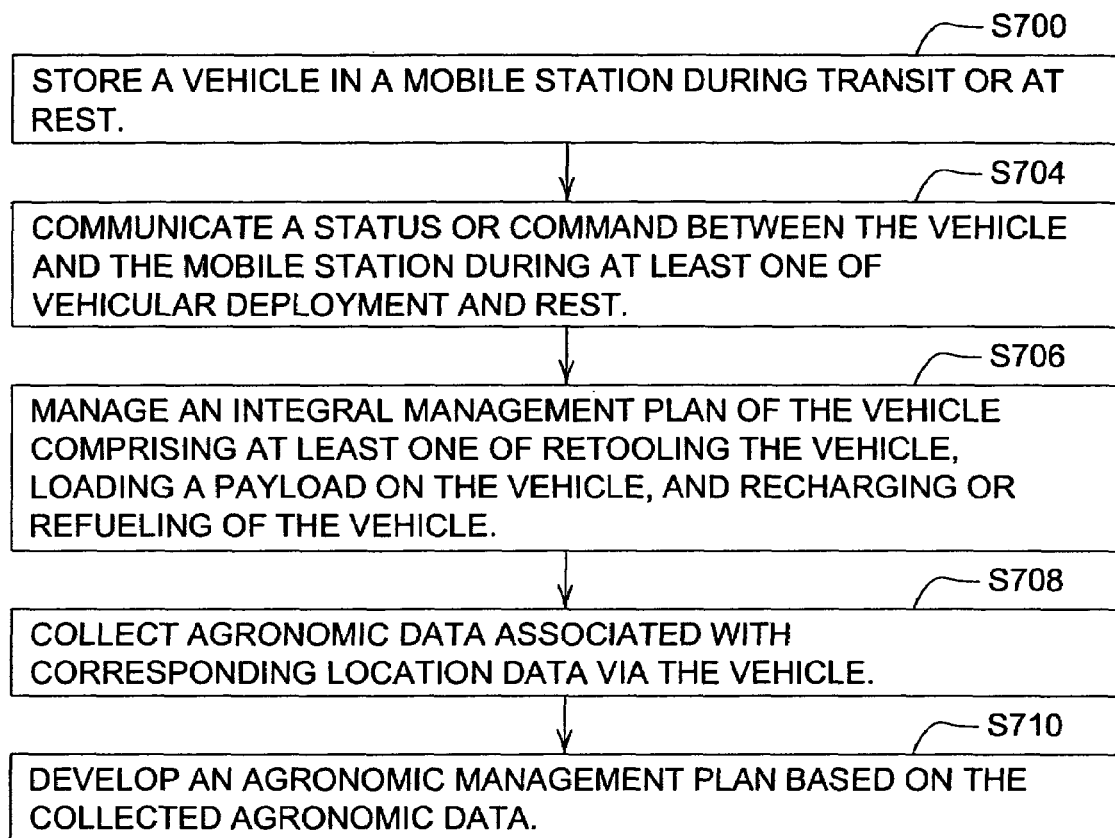 S700
STORE A VEHICLE IN A MOBILE STATION DURING TRANSIT OR AT
REST.
S704
COMMUNICATE A STATUS OR COMMAND BETWEEN THE VEHICLE
AND THE MOBILE STATION DURING AT LEAST ONE OF
VEHICULAR DEPLOYMENT AND REST.
S706
MANAGE AN INTEGRAL MANAGEMENT PLAN OF THE VEHICLE
COMPRISING AT LEAST ONE OF RETOOLING THE VEHICLE,
LOADING A PAYLOAD ON THE VEHICLE, AND RECHARGING OR
REFUELING OF THE VEHICLE.
S708
COLLECT AGRONOMIC DATA ASSOCIATED WITH
CORRESPONDING LOCATION DATA VIA THE VEHICLE.
S710
DEVELOP AN AGRONOMIC MANAGEMENT PLAN BASED ON THE
COLLECTED AGRONOMIC DATA.